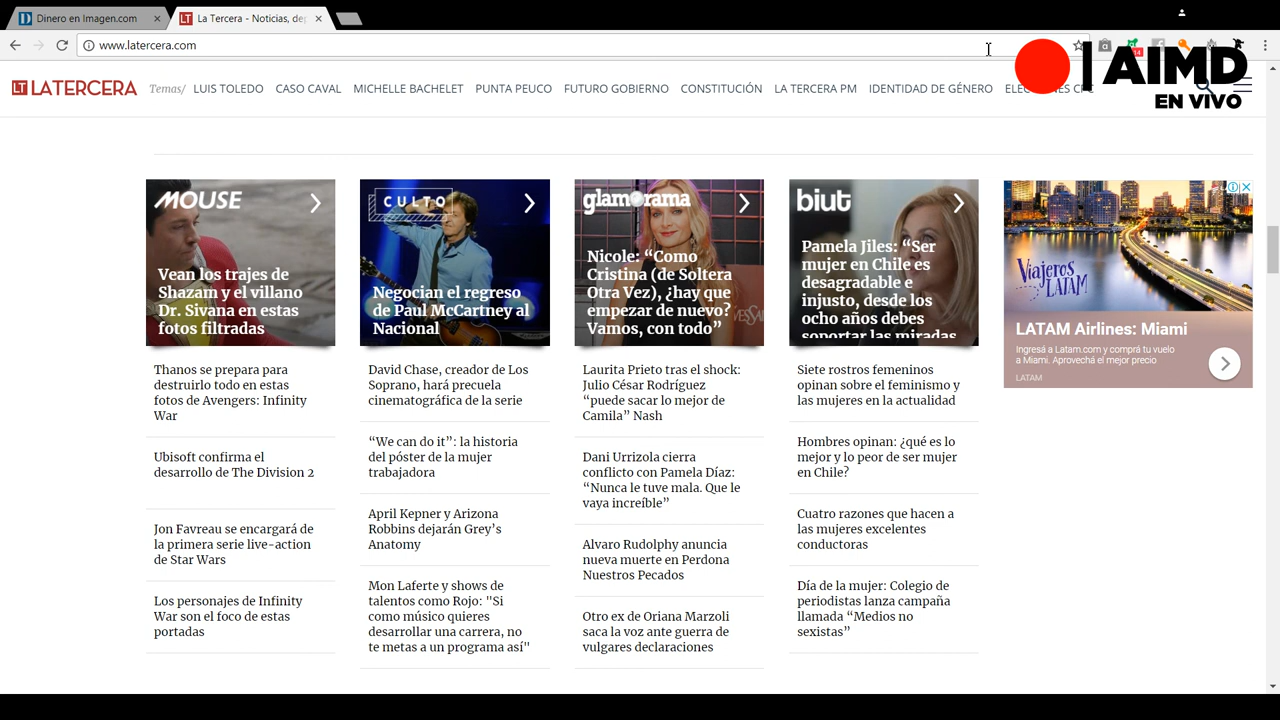 Dinero en Imagen.com
La Tercera - Noticias, dep
www.latercera.com
AIMD
EN VIVO
LT LATERCERA
Temas/ LUIS TOLEDO CASO CAVAL MICHELLE BACHELET PUNTA PEUCO FUTURO GOBIERNO CONSTITUCIÓN LA TERCERA PM IDENTIDAD DE GÉNERO
MOUSE
Vean los trajes de
Shazam y el villano
Dr. Sivana en estas
fotos filtradas
Thanos se prepara para
destruirlo todo en estas
fotos de Avengers: Infinity
War
Ubisoft confirma el
desarrollo de The Division 2
Jon Favreau se encargará de
la primera serie live-action
de Star Wars
Los personajes de Infinity
War son el foco de estas
portadas
CULTO
Negocian el regreso
de Paul McCartney al
Nacional
David Chase, creador de Los
Soprano, hará precuela
cinematográfica de la serie
“We can do it”: la historia
del póster de la mujer
trabajadora
April Kepner y Arizona
Robbins dejarán Grey’s
Anatomy
Mon Laferte y shows de
talentos como Rojo: "Si
como músico quieres
desarrollar una carrera, no
te metas a un programa así"
glamorama
Nicole: “Como
Cristina (de Soltera
Otra Vez), ¿hay que
empezar de nuevo?
Vamos, con todo”
Laurita Prieto tras el shock:
Julio César Rodríguez
“puede sacar lo mejor de
Camila” Nash
Dani Urrizola cierra
conflicto con Pamela Díaz:
“Nunca le tuve mala. Que le
vaya increíble”
Alvaro Rudolphy anuncia
nueva muerte en Perdona
Nuestros Pecados
Otro ex de Oriana Marzoli
saca la voz ante guerra de
vulgares declaraciones
biut
Pamela Jiles: “Ser
mujer en Chile es
desagradable e
injusto, desde los
ocho años debes
soportar las miradas
Siete rostros femeninos
opinan sobre el feminismo y
las mujeres en la actualidad
Hombres opinan: ¿qué es lo
mejor y lo peor de ser mujer
en Chile?
Cuatro razones que hacen a
las mujeres excelentes
conductoras
Día de la mujer: Colegio de
periodistas lanza campaña
llamada “Medios no
sexistas”
Viajeros
LATAM
LATAM Airlines: Miami
Ingresá a Latam.com y comprá tu vuelo
a Miami. Aprovechá el mejor precio
LATAM